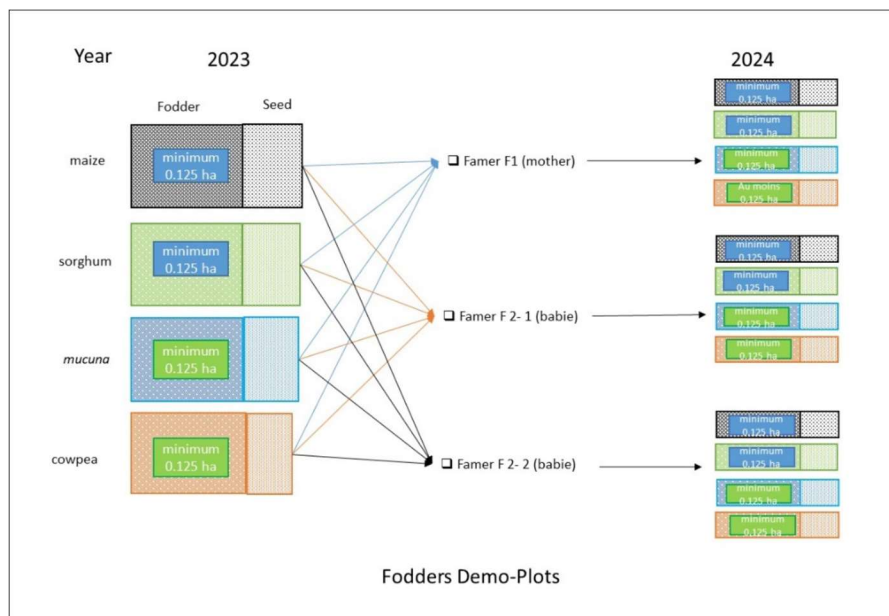 Year
2023
2024
Fodder
Seed
maize
minimum
0.125 ha
sorghum
minimum
0.125 ha
mucuna
minimum
0.125 ha
cowpea
minimum
0.125 ha
❑ Famer F1 (mother)
❑ Famer F 2- 1 (babie)
❑ Famer F 2- 2 (babie)
minimum
0.125 ha
minimum
0.125 ha
minimum
0.125 ha
Au moins
0.125 ha
minimum
0.125 ha
minimum
0.125 ha
minimum
0.125 ha
minimum
0.125 ha
minimum
0.125 ha
minimum
0.125 ha
minimum
0.125 ha
minimum
0.125 ha
Fodders Demo-Plots